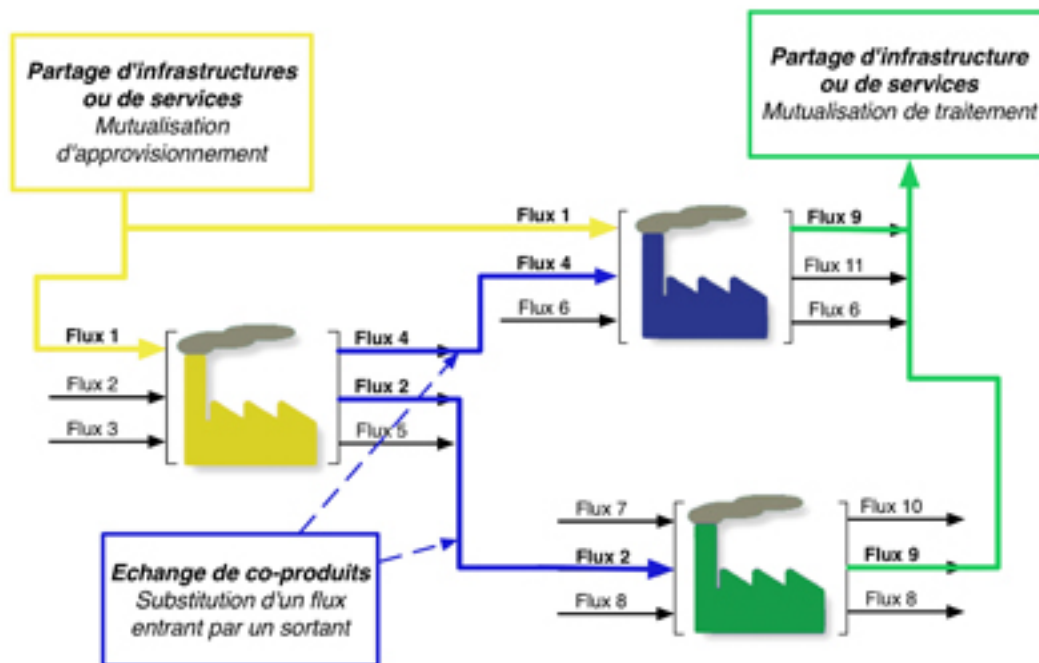 Partage d'infrastructures
ou de services
Mutualisation
d'approvisionnement
Partage d'infrastructure
ou de services
Mutualisation de traitement
Flux 1
Flux 4
Flux 6
Flux 9
Flux 11
Flux 6
Flux 1
Flux 2
Flux 3
Flux 4
Flux 2
Flux 5
Echange de co-produits
Substitution d'un flux
entrant par un sortant
Flux 7
Flux 2
Flux 8
Flux 10
Flux 9
Flux 8